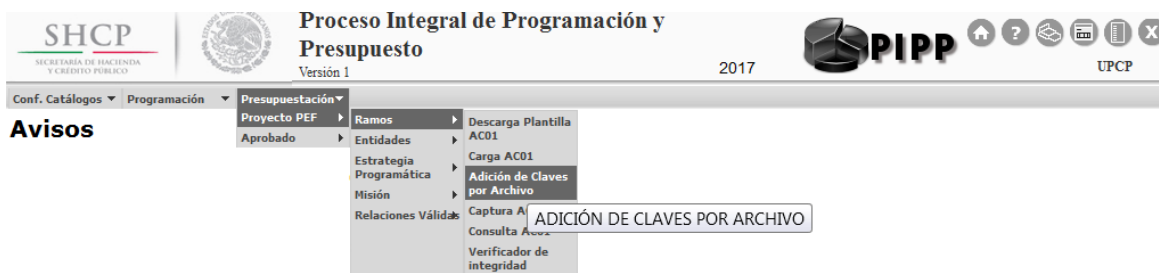 SHCP
SECRETARÍA DE HACIENDA
Y CRÉDITO PÚBLICO
Proceso Integral de Programación y
Presupuesto
Versión 1
2017
PIPP
UPCP
Conf. Catálogos
Programación
Presupuestación
Avisos
Proyecto PEF
Aprobado
Ramos
Entidades
Estrategia
Programática
Misión
Relaciones Válidas
Descarga Plantilla
AC01
Carga AC01
Adición de Claves
por Archivo
Captura A
ADICIÓN DE CLAVES POR ARCHIVO
Consulta AC01
Verificador de
integridad